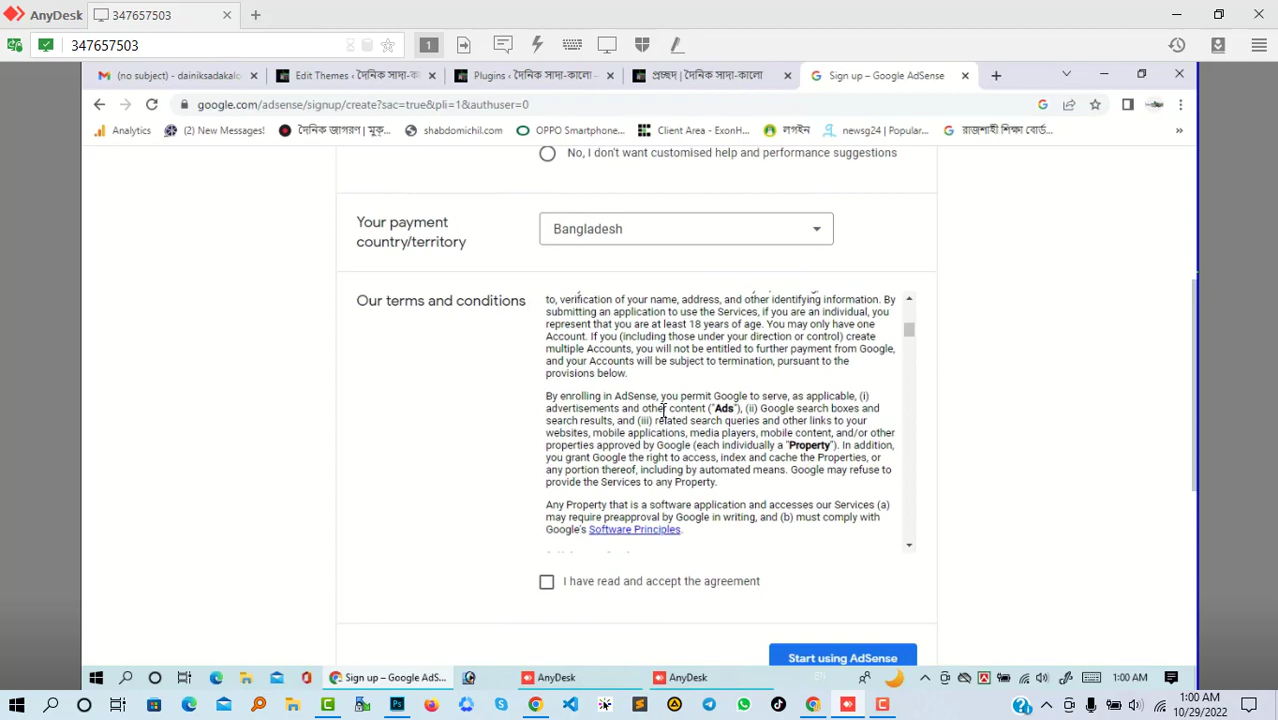 AnyDesk
347657503
347657503
1
(no subject) - dainiksadakalo
Edit Themes ‹ দৈনিক সাদা-কা
Plugins ‹ দৈনিক সাদা-কালো
প্রচ্ছদ | দৈনিক সাদা-কালো
Sign up – Google AdSense
google.com/adsense/signup/create?sac=true&pli=1&authuser=0
Analytics
(2) New Messages!
দৈনিক জাগরণ | মুক্...
shabdomichil.com
OPPO Smartphone...
Client Area - ExonH...
লগইন
newsg24 | Popular...
রাজশাহী শিক্ষা বোর্ড...
»
No, I don't want customised help and performance suggestions
Your payment
country/territory
Bangladesh
Our terms and conditions
to, verification of your name, address, and other identifying information. By
submitting an application to use the Services, if you are an individual, you
represent that you are at least 18 years of age. You may only have one
Account. If you (including those under your direction or control) create
multiple Accounts, you will not be entitled to further payment from Google,
and your Accounts will be subject to termination, pursuant to the
provisions below.
By enrolling in AdSense, you permit Google to serve, as applicable, (i)
advertisements and other content ("Ads"), (ii) Google search boxes and
search results, and (iii) related search queries and other links to your
websites, mobile applications, media players, mobile content, and/or other
properties approved by Google (each individually a "Property"). In addition,
you grant Google the right to access, index and cache the Properties, or
any portion thereof, including by automated means. Google may refuse to
provide the Services to any Property.
Any Property that is a software application and accesses our Services (a)
may require preapproval by Google in writing, and (b) must comply with
Google's Software Principles.
I have read and accept the agreement
Start using AdSense
Sign up – Google AdS...
AnyDesk
AnyDesk
1:00 AM
1:00 AM
10/29/2022